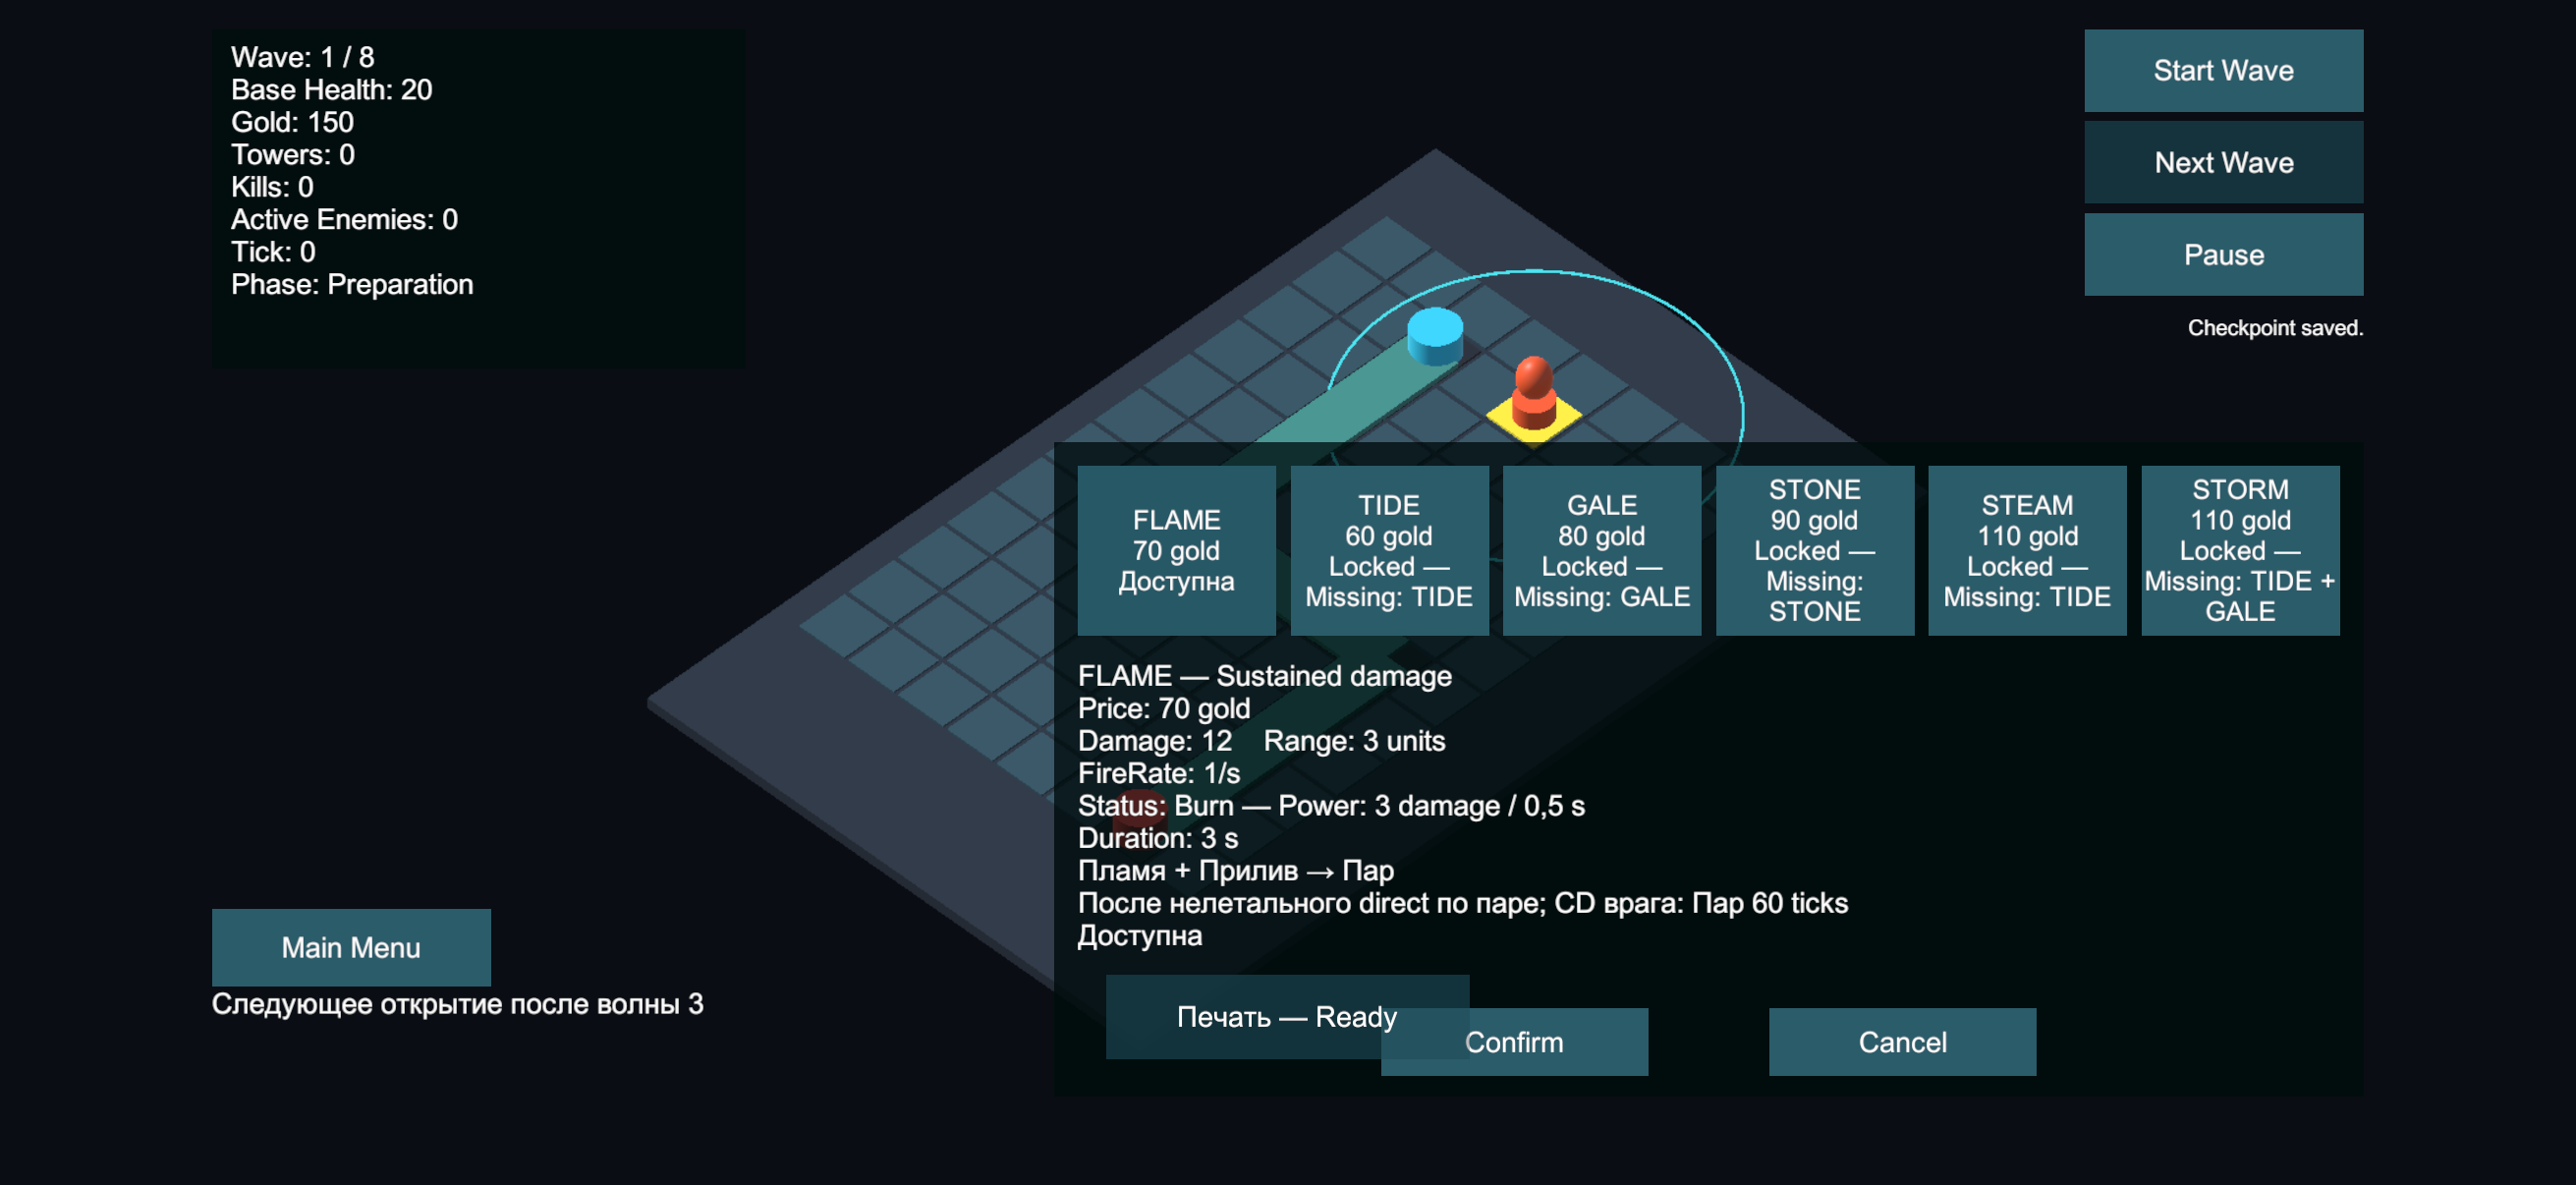 Wave: 1 / 8
Base Health: 20
Gold: 150
Towers: 0
Kills: 0
Active Enemies: 0
Tick: 0
Phase: Preparation
Start Wave
Next Wave
Pause
Checkpoint saved.
FLAME
70 gold
Доступна
TIDE
60 gold
Locked —
Missing: TIDE
GALE
80 gold
Locked —
Missing: GALE
STONE
90 gold
Locked —
Missing:
STONE
STEAM
110 gold
Locked —
Missing: TIDE
STORM
110 gold
Locked —
Missing: TIDE +
GALE
FLAME — Sustained damage
Price: 70 gold
Damage: 12    Range: 3 units
FireRate: 1/s
Status: Burn — Power: 3 damage / 0,5 s
Duration: 3 s
Пламя + Прилив → Пар
После нелетального direct по паре; CD врага: Пар 60 ticks
Доступна
Печать — Ready
Confirm
Cancel
Main Menu
Следующее открытие после волны 3